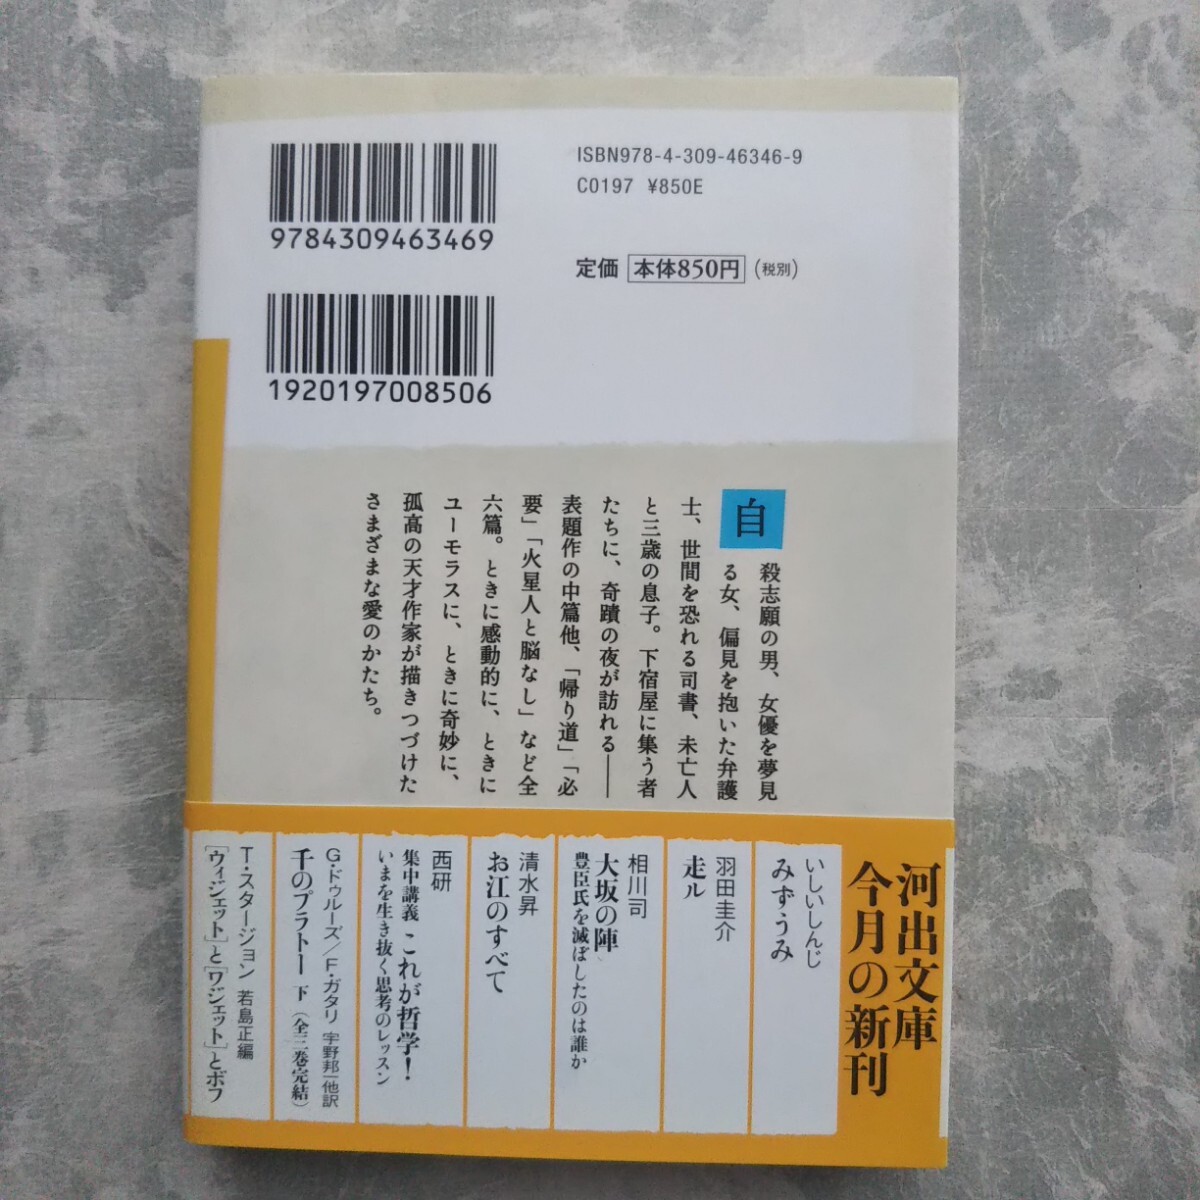 ISBN978-4-309-46346-9
C0197 ¥850E
9784309463469
定価 本体850円 (税別)
1920197008506
自殺志願の男、女優を夢見
る女、偏見を抱いた弁護
士、世間を恐れる司書、未亡人
と三歳の息子。下宿屋に集う者
たちに、奇蹟の夜が訪れる――
表題作の中篇他、「帰り道」「必
要」「火星人と脳なし」など全
六篇。ときに感動的に、ときに
ユーモラスに、ときに奇妙に、
孤高の天才作家が描きつづけた
さまざまな愛のかたち。
河出文庫
今月の新刊
いしいしんじ
みずうみ
羽田圭介
走ル
相川司
大坂の陣
豊臣氏を滅ぼしたのは誰か
清水昇
お江のすべて
西研
集中講義 これが哲学!
いまを生き抜く思考のレッスン
G・ドゥルーズ/F・ガタリ 宇野邦一他訳
千のプラトー 下 (全三巻完結)
T・スタージョン 若島正編
[ウィジェット]と[ワジェット]とボフ